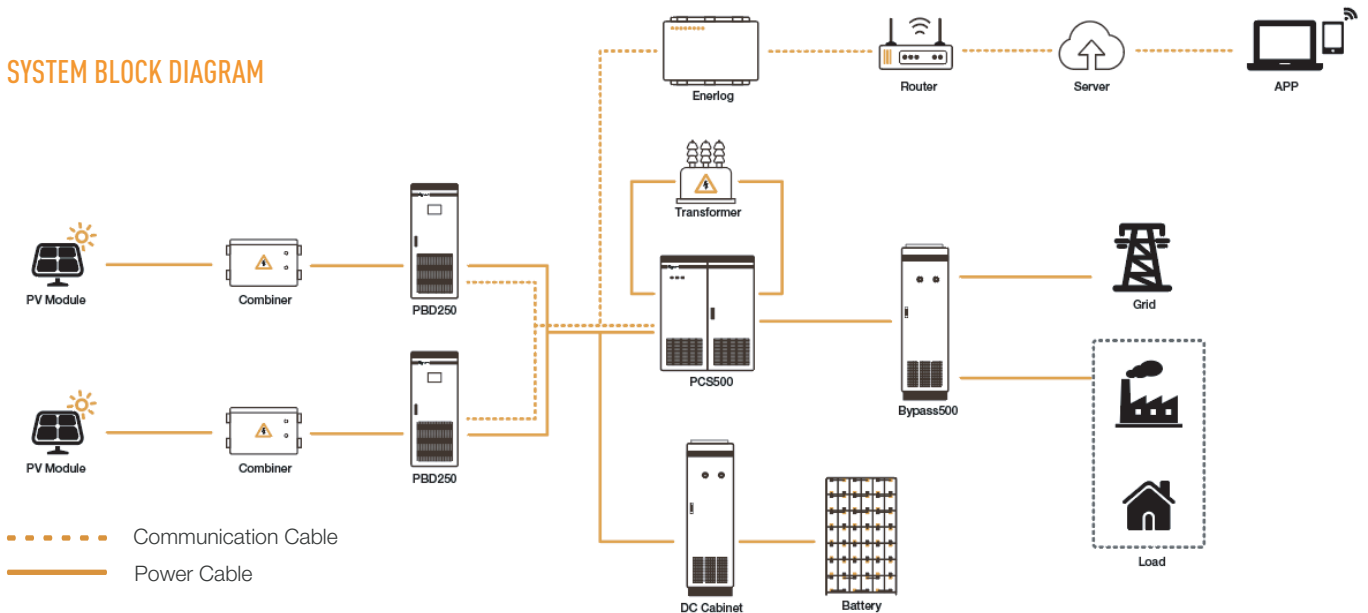 SYSTEM BLOCK DIAGRAM
Enerlog
Router
Server
APP
Transformer
PV Module
Combiner
PBD250
PCS500
Bypass500
Grid
PV Module
Combiner
PBD250
Load
DC Cabinet
Battery
Communication Cable
Power Cable